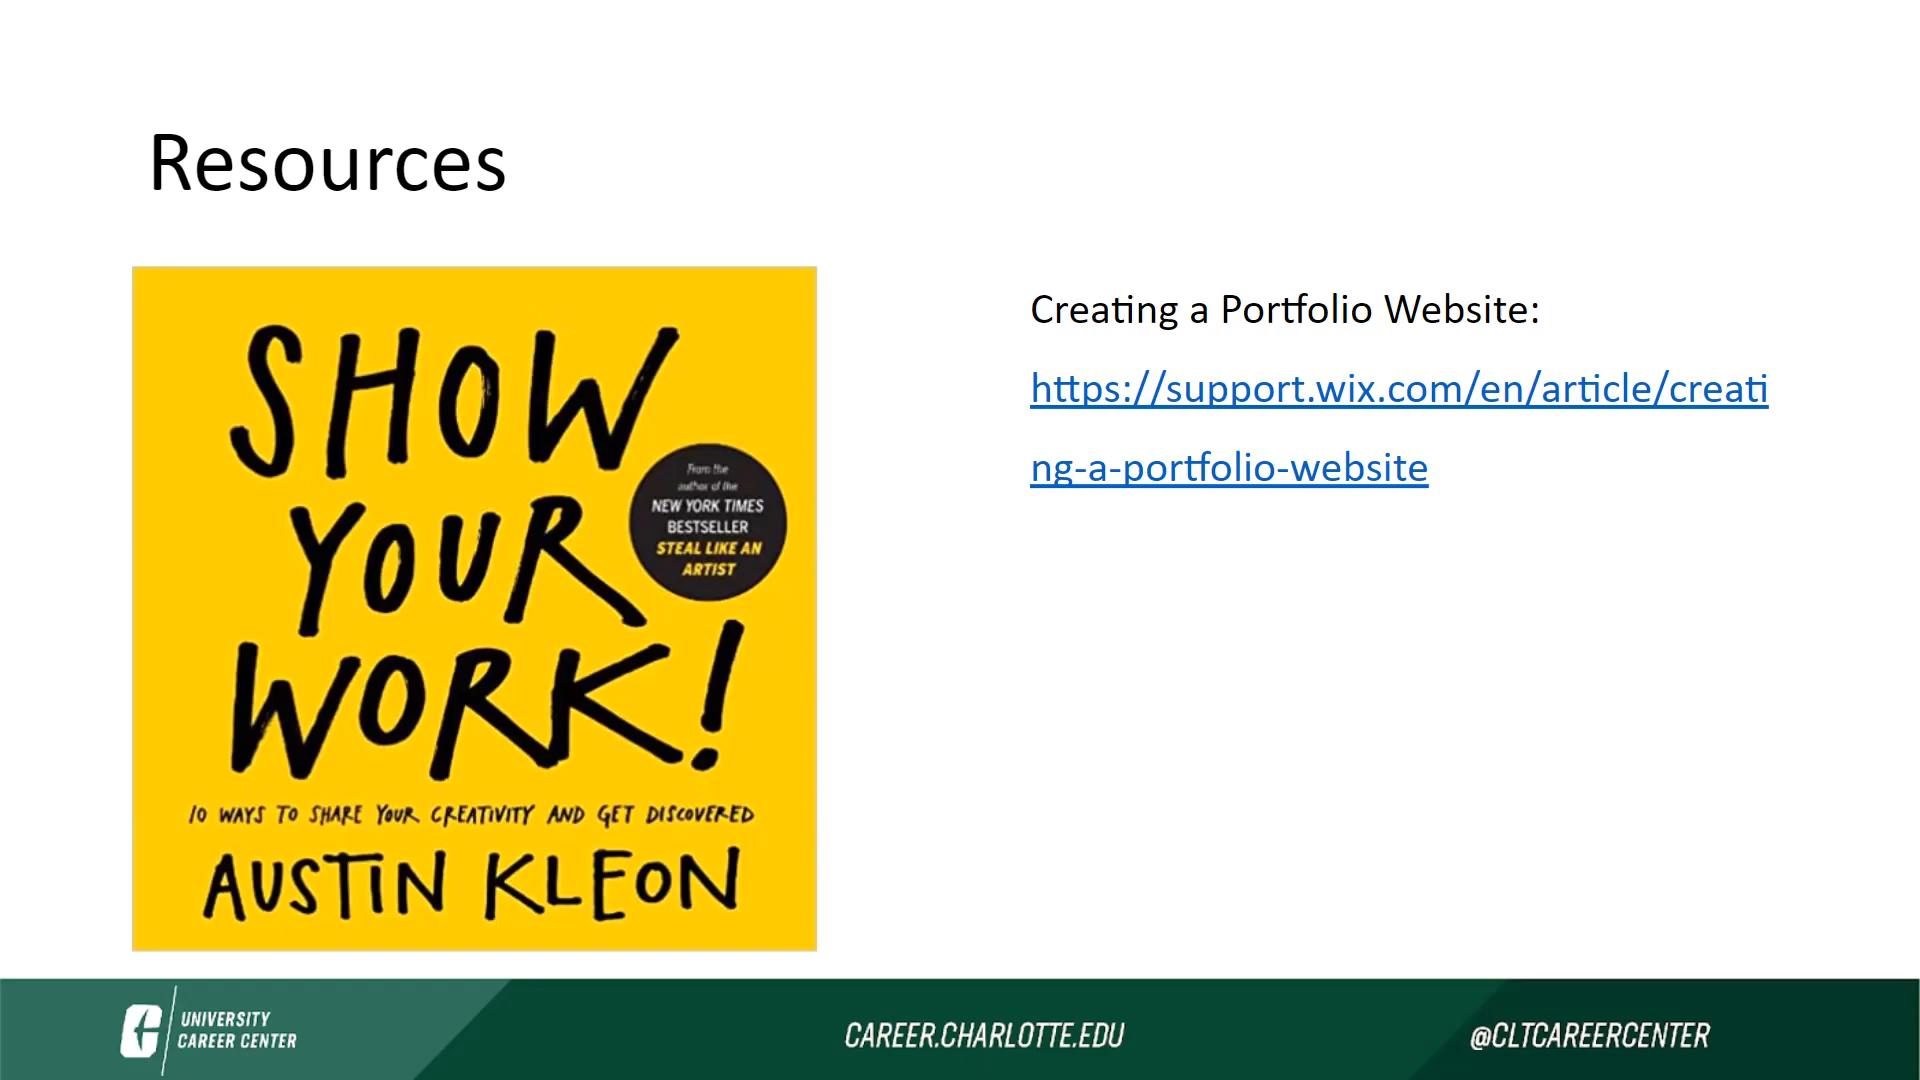 Resources
SHOW
YOUR
WORK!
From the
author of the
NEW YORK TIMES
BESTSELLER
STEAL LIKE AN
ARTIST
10 WAYS TO SHARE YOUR CREATIVITY AND GET DISCOVERED
AUSTIN KLEON
Creating a Portfolio Website:
https://support.wix.com/en/article/creati
ng-a-portfolio-website
UNIVERSITY
CAREER CENTER
CAREER.CHARLOTTE.EDU
@CLTCAREERCENTER